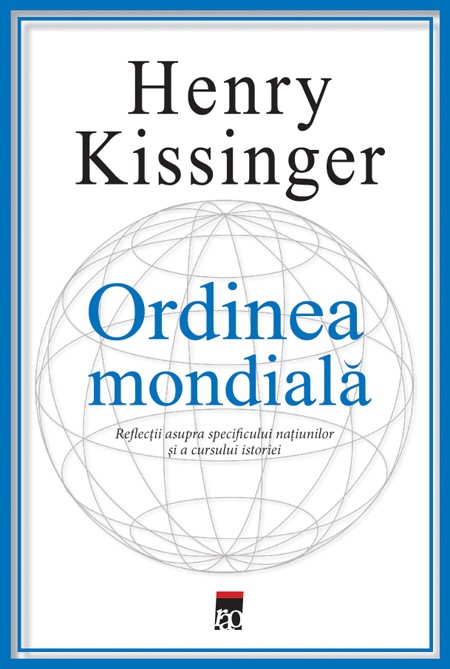 Henry
Kissinger
Ordinea
mondială
Reflecții asupra specificului națiunilor
și a cursului istoriei
rao